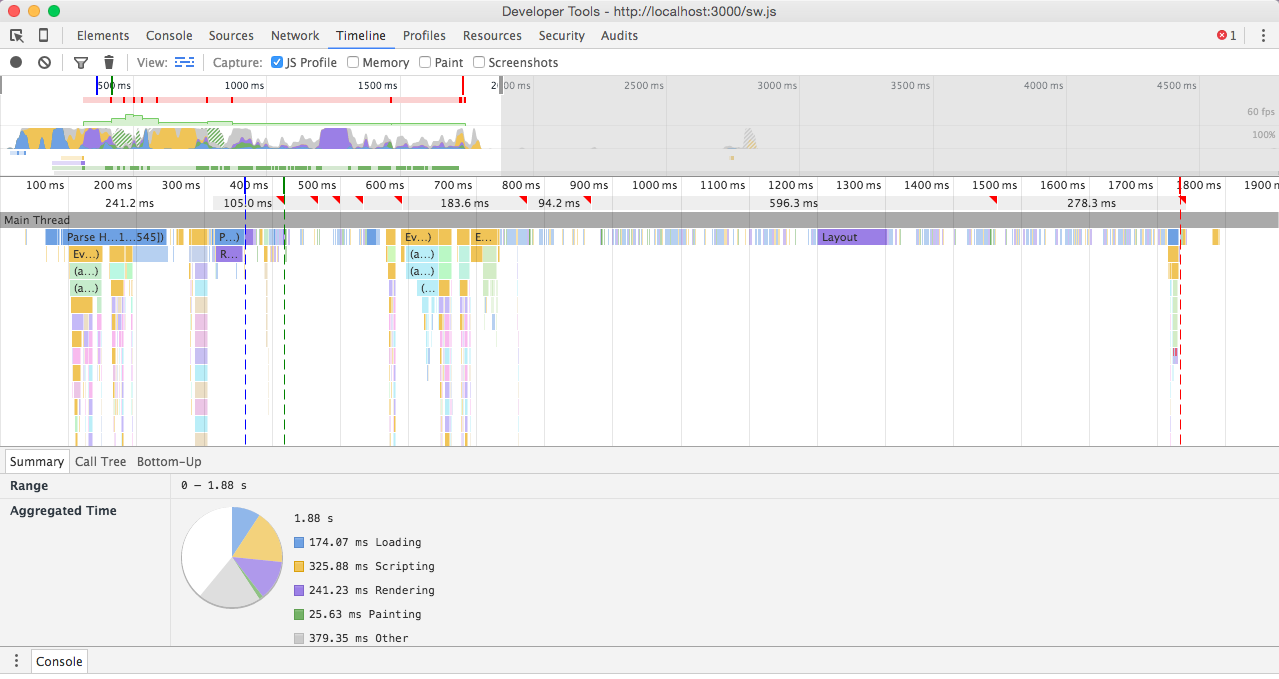 Developer Tools - http://localhost:3000/sw.js
Elements Console Sources Network Timeline Profiles Resources Security Audits 1
View: Capture: JS Profile Memory Paint Screenshots
500 ms 1000 ms 1500 ms 2500 ms 3000 ms 3500 ms 4000 ms 4500 ms
60 fps
100%
100 ms 200 ms 300 ms 400 ms 500 ms 600 ms 700 ms 800 ms 900 ms 1000 ms 1100 ms 1200 ms 1300 ms 1400 ms 1500 ms 1600 ms 1700 ms 1800 ms 1900 m
241.2 ms 105.0 ms 183.6 ms 94.2 ms 596.3 ms 278.3 ms
Main Thread
Parse H...1...545]) P...) Ev...) E... Layout
Ev...) R... (a...)
(a...) (a...)
(a...) (...
Summary Call Tree Bottom-Up
Range 0 – 1.88 s
Aggregated Time
1.88 s
174.07 ms Loading
325.88 ms Scripting
241.23 ms Rendering
25.63 ms Painting
379.35 ms Other
Console